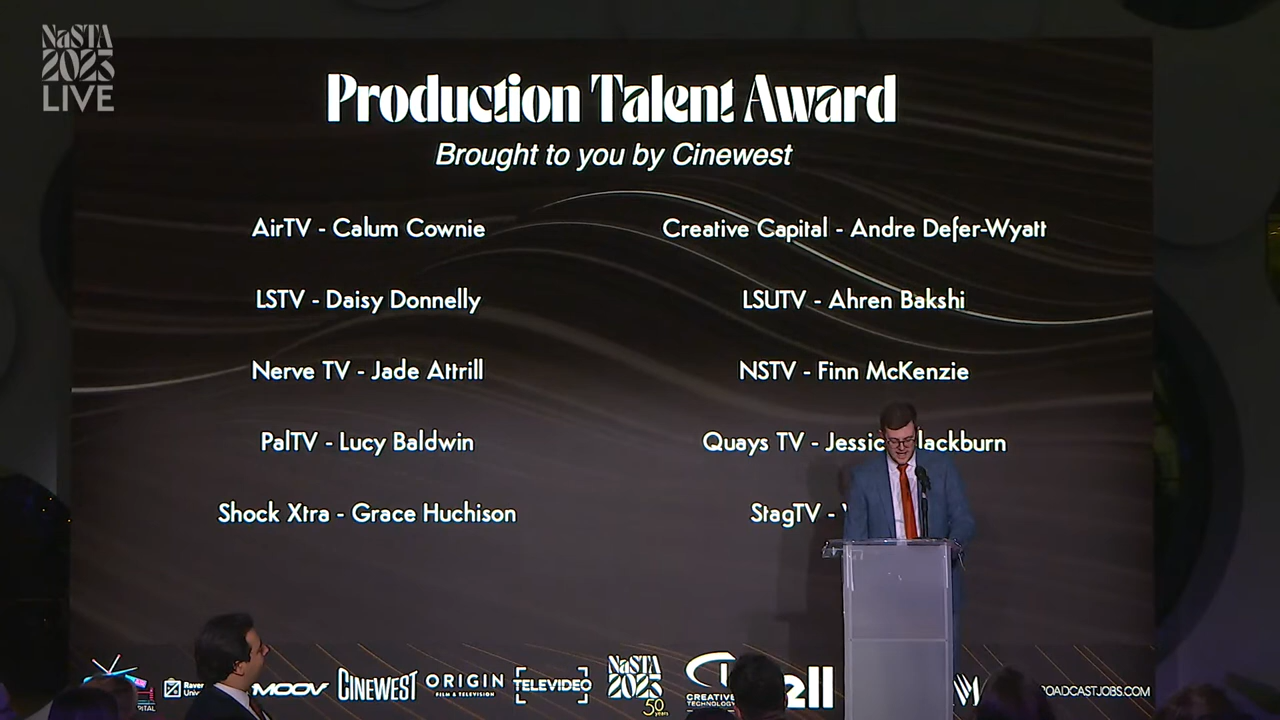 NaSTA
2023
LIVE
Production Talent Award
Brought to you by Cinewest
AirTV - Calum Cownie
Creative Capital - Andre Defer-Wyatt
LSTV - Daisy Donnelly
LSUTV - Ahren Bakshi
Nerve TV - Jade Attrill
NSTV - Finn McKenzie
PalTV - Lucy Baldwin
Quays TV - Jessic lackburn
Shock Xtra - Grace Huchison
StagTV -
MOOV
CINEWEST
ORIGIN
FILM & TELEVISION
TELEVIDEO
NaSTA
2023
50
years
CREATIVE
TECHNOLOGY
OADCASTJOBS.COM